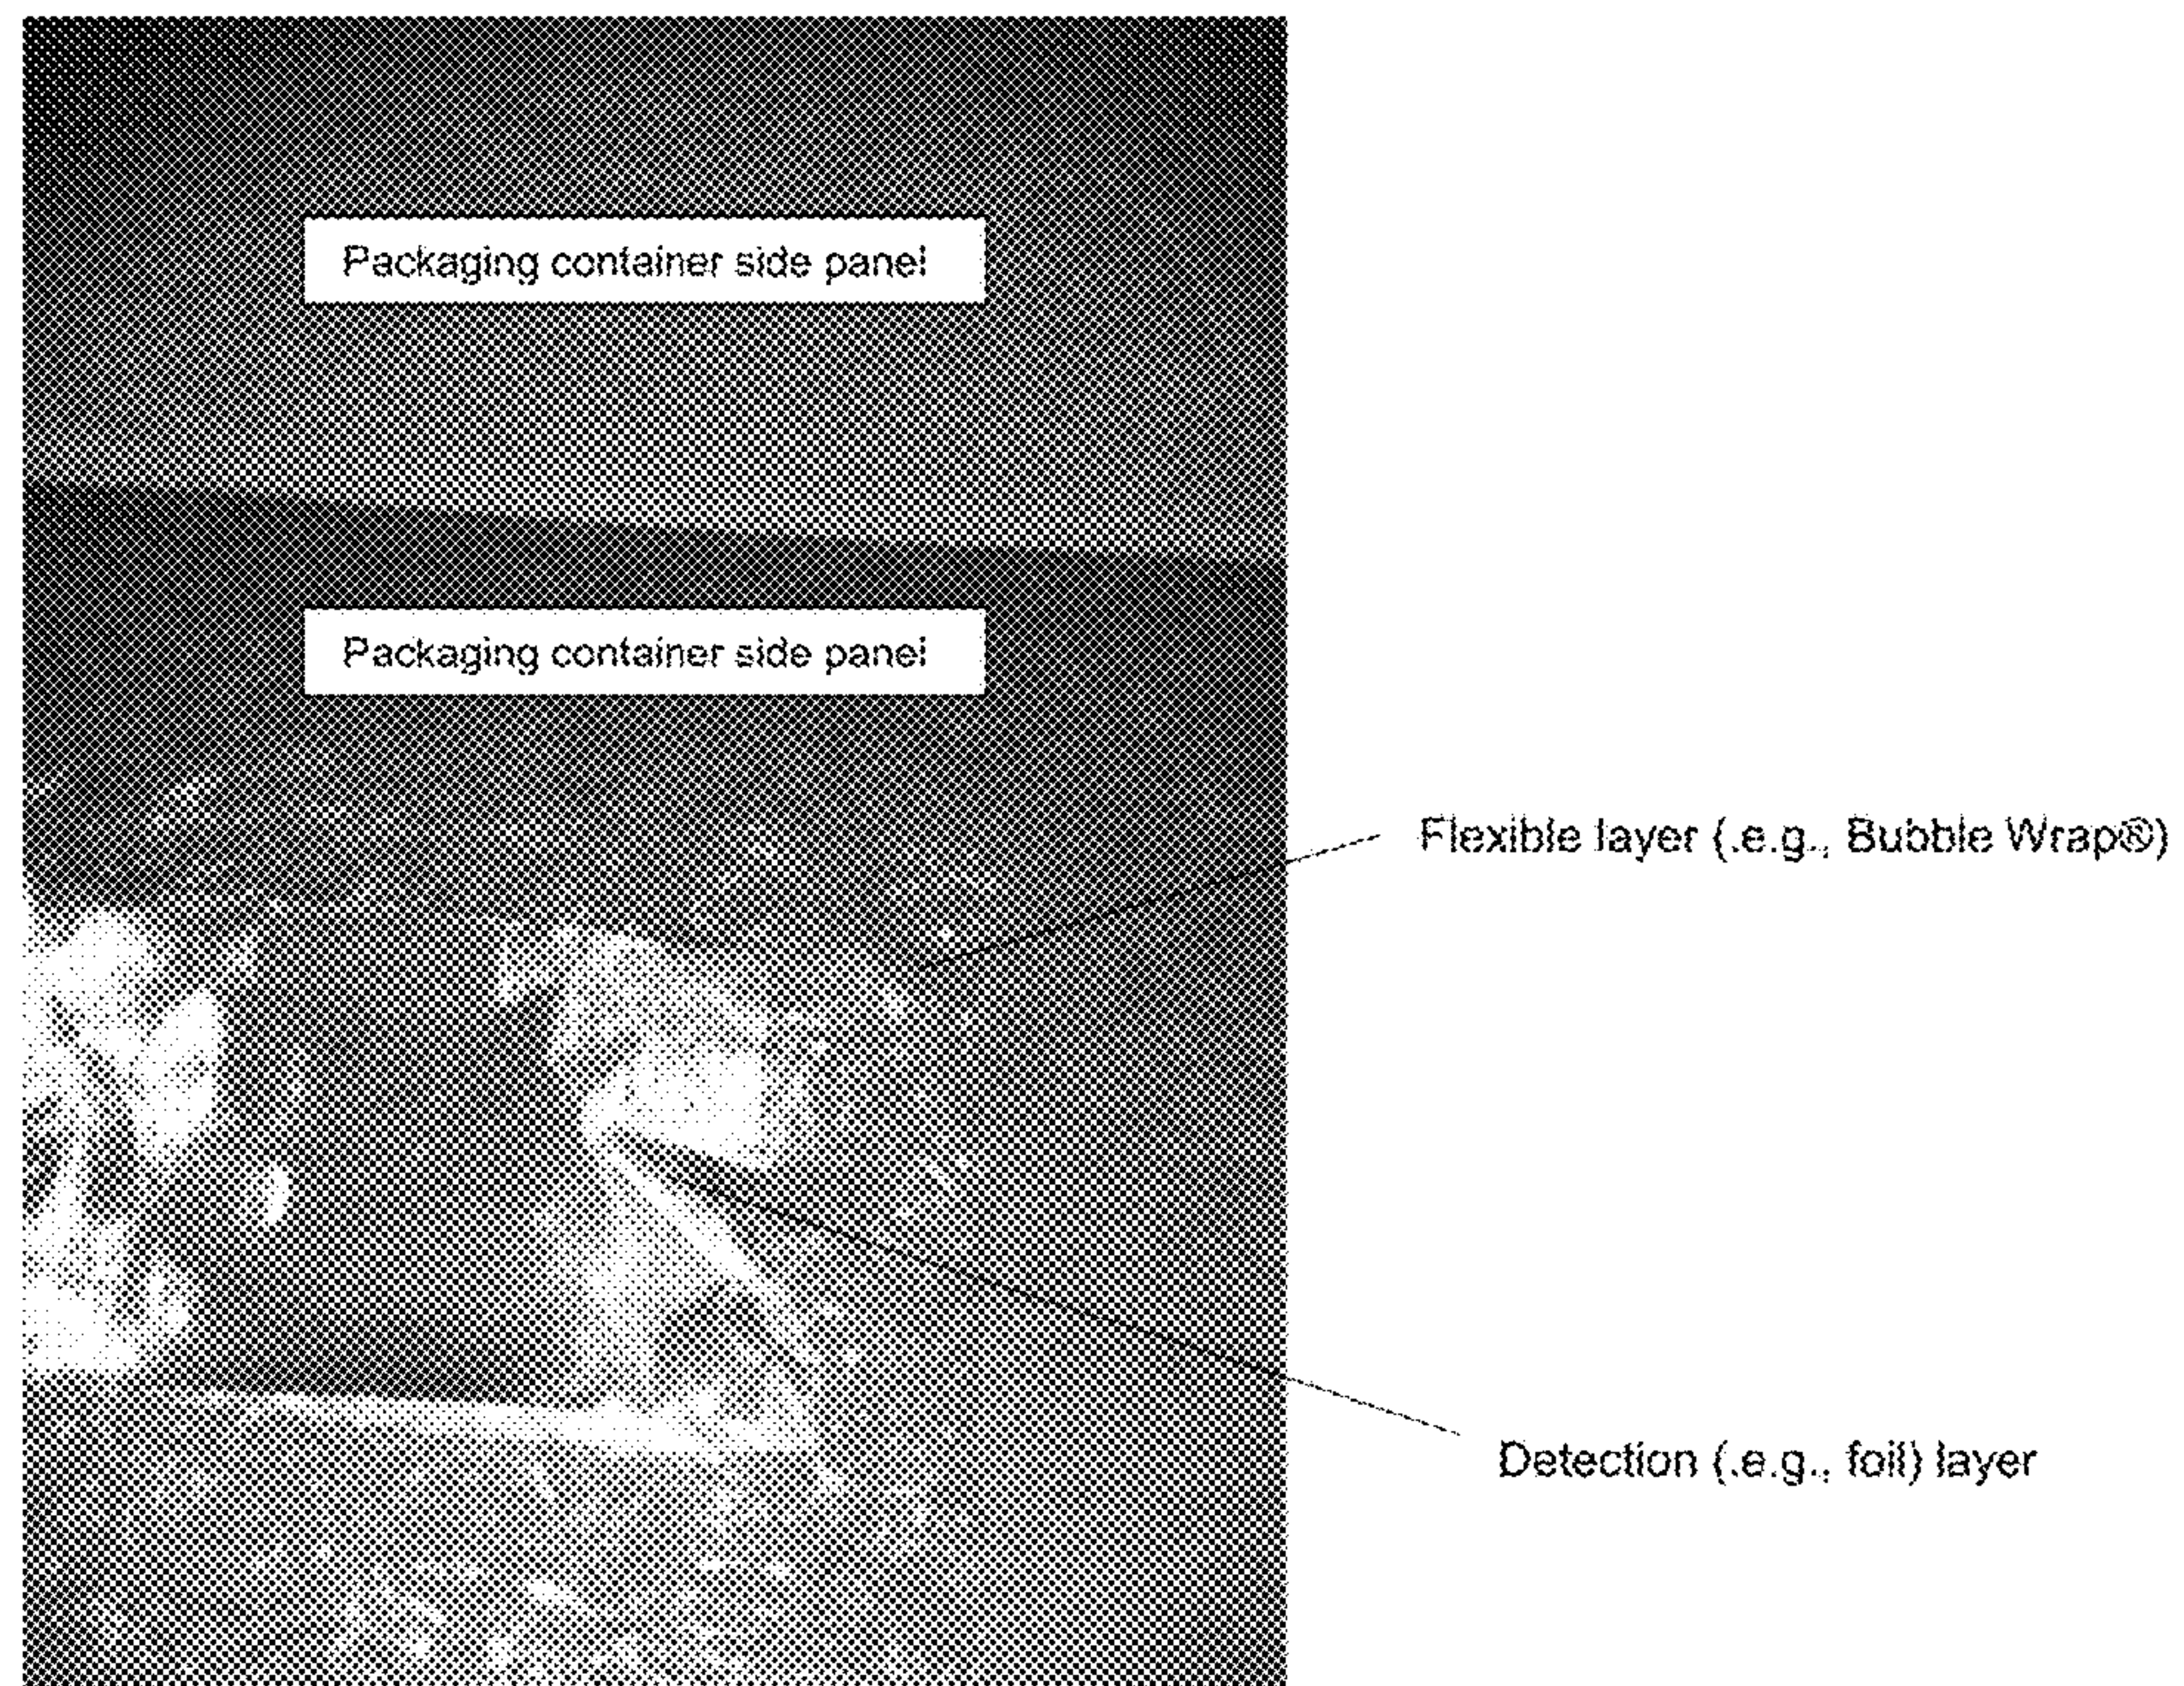 Packaging container side panel
Packaging container side panel
Flexible layer (.e.g., Bubble Wrap®)
Detection (.e.g., foil) layer